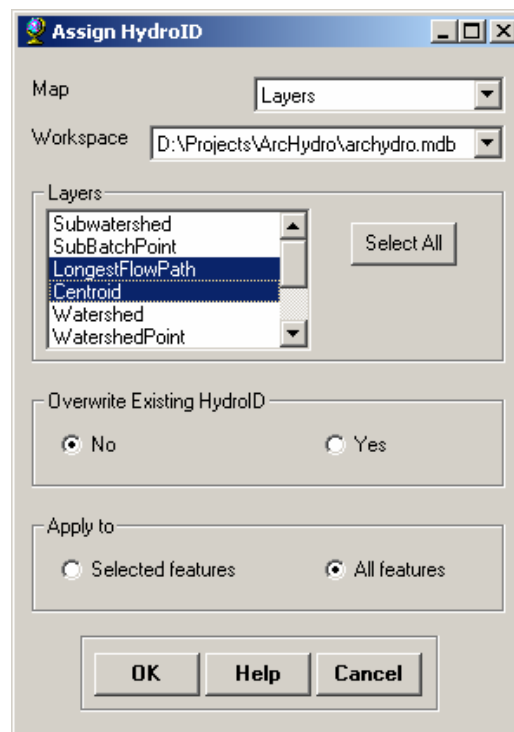 Assign HydroID
Map
Layers
Workspace
D:\Projects\ArcHydro\archydro.mdb
Layers
Subwatershed
SubBatchPoint
LongestFlowPath
Centroid
Watershed
WatershedPoint
Select All
Overwrite Existing HydroID
No
Yes
Apply to
Selected features
All features
OK
Help
Cancel